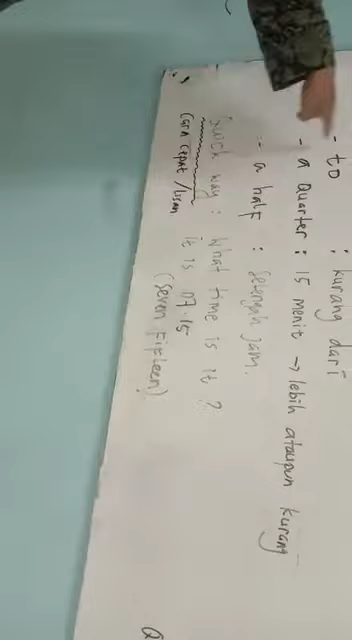 - to : kurang dari
- a Quarter : 15 menit → lebih ataupun kurang
- a half : setengah jam.
Quick way : What time is it ?
Cara cepat /lisan it is 07.15
(seven fifteen)
Q